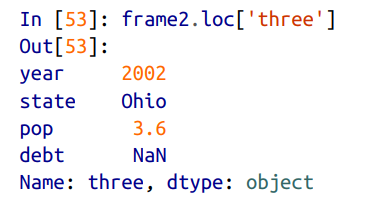 In [53]: frame2.loc['three']
Out[53]:
year     2002
state    Ohio
pop       3.6
debt      NaN
Name: three, dtype: object